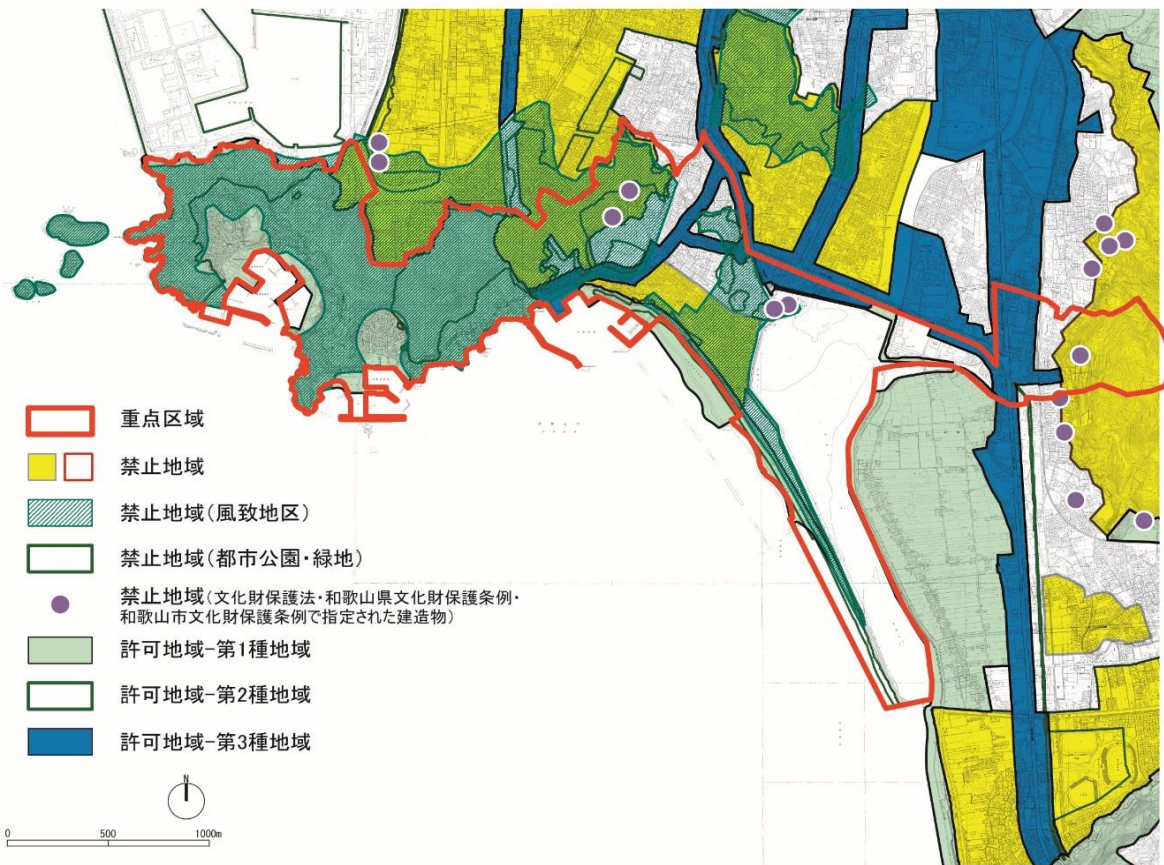 重点区域
禁止地域
禁止地域(風致地区)
禁止地域(都市公園・緑地)
禁止地域(文化財保護法・和歌山県文化財保護条例・
和歌山市文化財保護条例で指定された建造物)
許可地域-第1種地域
許可地域-第2種地域
許可地域-第3種地域
N
0 500 1000m